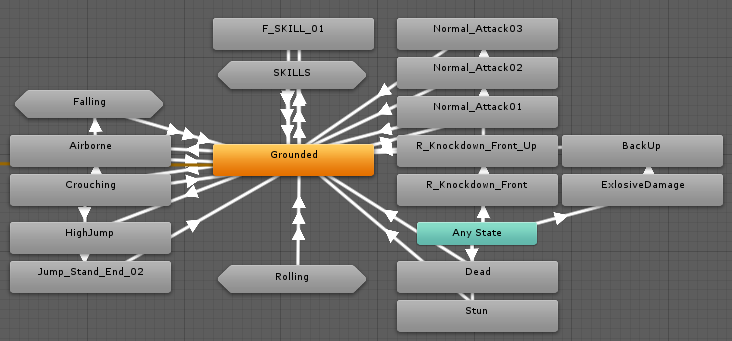 F_SKILL_01
Normal_Attack03
SKILLS
Normal_Attack02
Falling
Normal_Attack01
Airborne
Grounded
R_Knockdown_Front_Up
BackUp
Crouching
R_Knockdown_Front
ExlosiveDamage
HighJump
Any State
Jump_Stand_End_02
Rolling
Dead
Stun